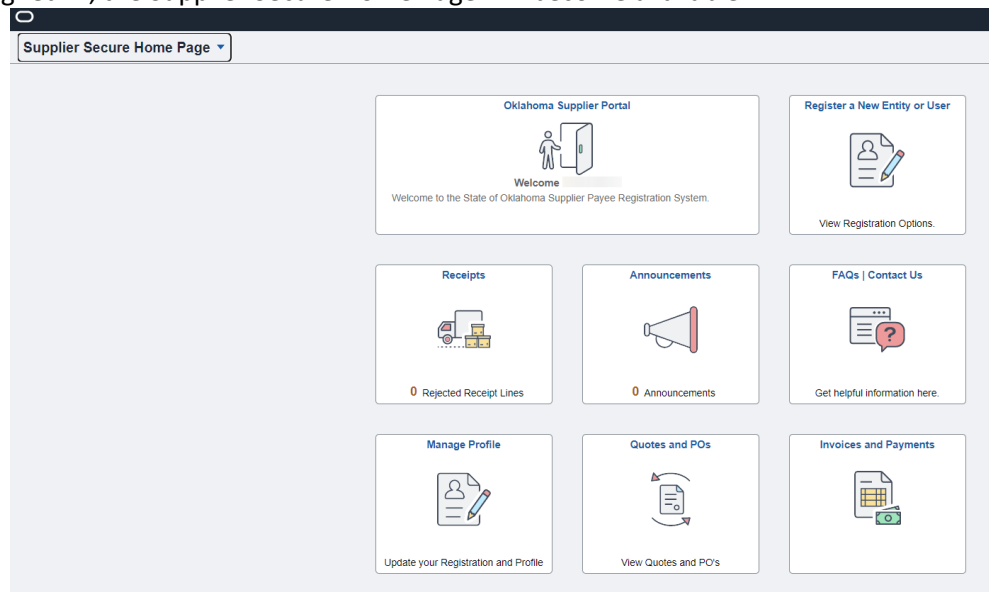 Supplier Secure Home Page
Oklahoma Supplier Portal
Welcome
Welcome to the State of Oklahoma Supplier Payee Registration System.
Register a New Entity or User
View Registration Options.
Receipts
0 Rejected Receipt Lines
Announcements
0 Announcements
FAQs | Contact Us
?
Get helpful information here.
Manage Profile
Update your Registration and Profile
Quotes and POs
View Quotes and PO's
Invoices and Payments